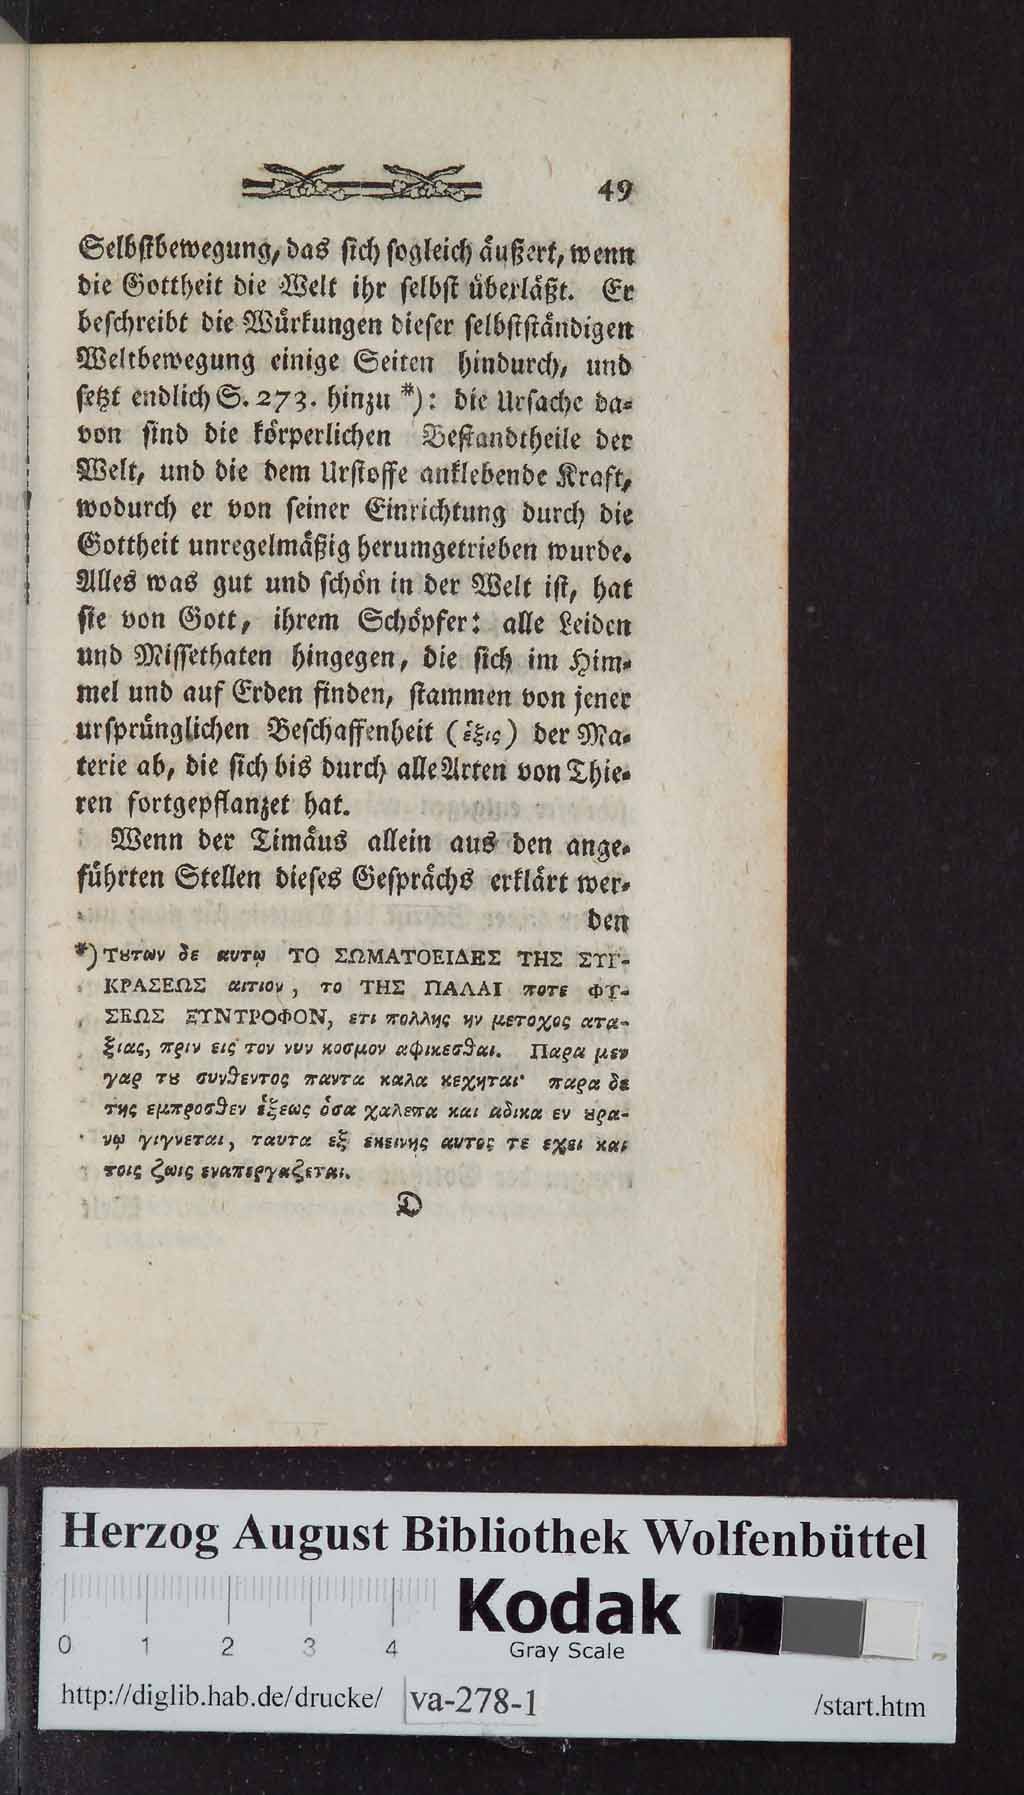 49
Selbſtbewegung, das ſich ſogleich äußert, wenn
die Gottheit die Welt ihr ſelbſt überläßt. Er
beſchreibt die Würkungen dieſer ſelbſtſtändigen
Weltbewegung einige Seiten hindurch, und
ſetzt endlich S. 273. hinzu *): die Urſache da-
von ſind die körperlichen Beſtandtheile der
Welt, und die dem Urſtoffe anklebende Kraft,
wodurch er von ſeiner Einrichtung durch die
Gottheit unregelmäßig herumgetrieben wurde.
Alles was gut und ſchön in der Welt iſt, hat
ſie von Gott, ihrem Schöpfer: alle Leiden
und Miſſethaten hingegen, die ſich im Him-
mel und auf Erden finden, ſtammen von jener
urſprünglichen Beſchaffenheit (ἑξις) der Ma-
terie ab, die ſich bis durch alle Arten von Thie-
ren fortgepflanzet hat.
Wenn der Timäus allein aus den ange-
führten Stellen dieſes Geſprächs erklärt wer-
den
*) Τȣτων δε αυτῳ ΤΟ ΣΩΜΑΤΟΕΙΔΕΣ ΤΗΣ ΣΥΓ-
ΚΡΑΣΕΩΣ αιτιον, το ΤΗΣ ΠΑΛΑΙ ποτε ΦΥ-
ΣΕΩΣ ΞΥΝΤΡΟΦΟΝ, ετι πολλης ην μετοχος ατα-
ξιας, πριν εις τον νυν κοσμον αφικεσθαι. Παρα μεν
γαρ τȣ συνθεντος παντα καλα κεχηται· παρα δε
της εμπροσθεν ἑξεως ὁσα χαλεπα και αδικα εν ȣρα-
νῳ γιγνεται, ταυτα εξ εκεινης αυτος τε εχει και
τοις ζωις εναπεργαζεται.
D
Herzog August Bibliothek Wolfenbüttel
0 1 2 3 4
Kodak
Gray Scale
http://diglib.hab.de/drucke/ va-278-1 /start.htm